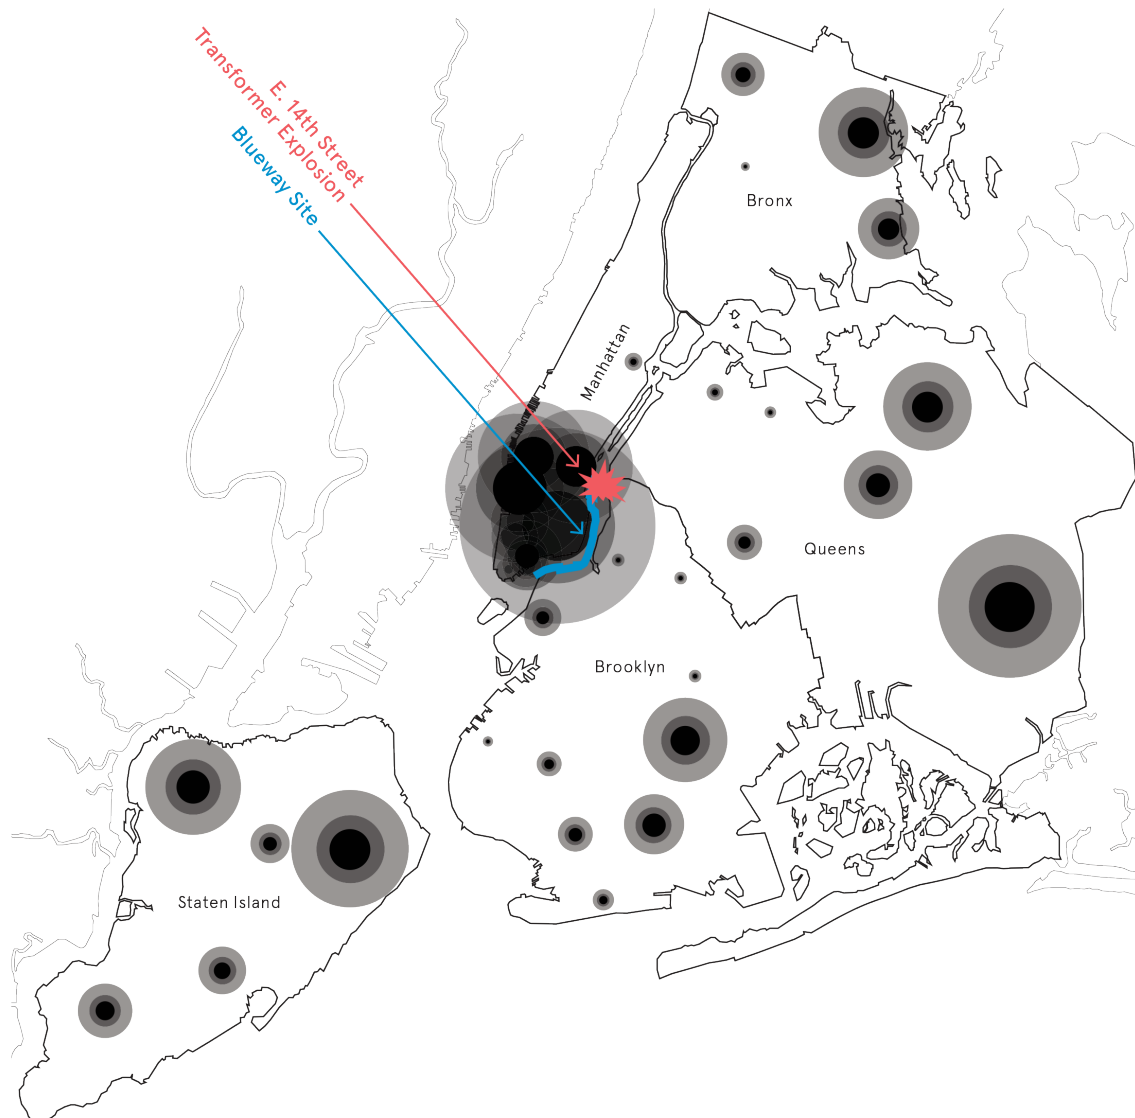 E. 14th Street
Transformer Explosion
Blueway Site
Bronx
Manhattan
Queens
Brooklyn
Staten Island